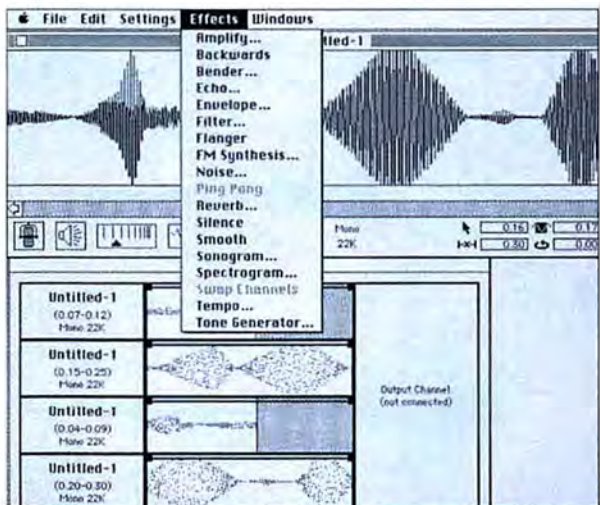 File Edit Settings Effects Windows
tled-1
Amplify...
Backwards
Bender...
Echo...
Envelope...
Filter...
Flanger
FM Synthesis...
Noise...
Ping Pong
Reverb...
Silence
Smooth
Sonogram...
Spectrogram...
Swap Channels
Tempo...
Tone Generator...
Mono
22K
0.16 0.17
0.30 0.00
Untitled-1
(0.07-0.12)
Mono 22K
Untitled-1
(0.15-0.25)
Mono 22K
Untitled-1
(0.04-0.09)
Mono 22K
Untitled-1
(0.20-0.30)
Mono 22K
Output Channel
(not connected)